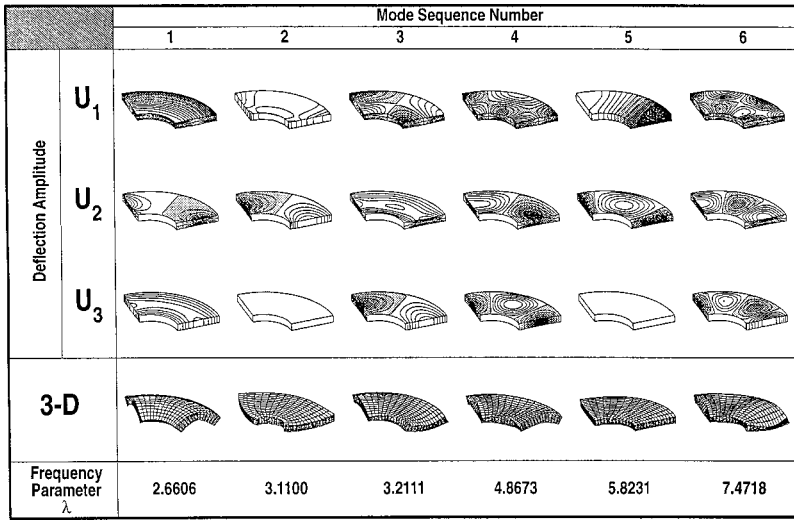 Mode Sequence Number
1 2 3 4 5 6
Deflection Amplitude
U1
U2
U3
3-D
Frequency
Parameter
λ
2.6606 3.1100 3.2111 4.8673 5.8231 7.4718